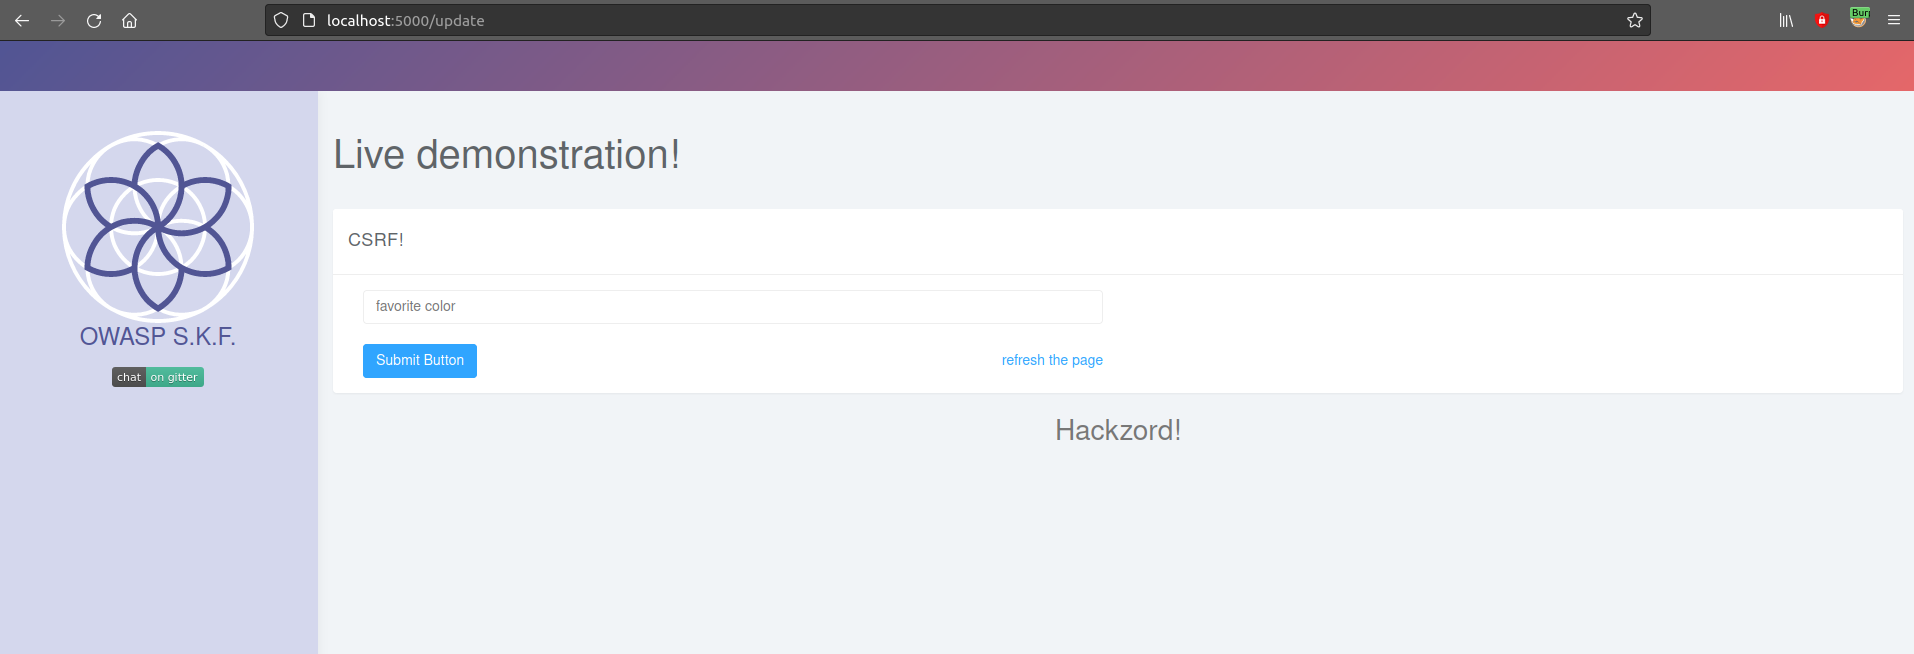 localhost:5000/update
Bur
Live demonstration!
OWASP S.K.F.
chat on gitter
CSRF!
favorite color
Submit Button
refresh the page
Hackzord!